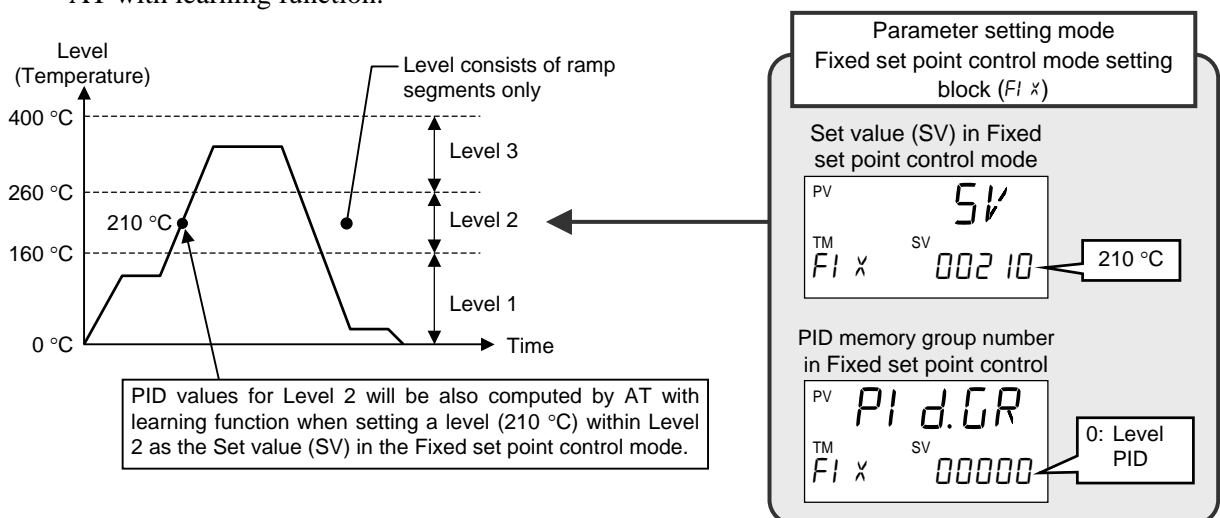 AT with learning function.
Level
(Temperature)
400 °C
260 °C
210 °C
160 °C
0 °C
Level consists of ramp
segments only
Level 3
Level 2
Level 1
Time
PID values for Level 2 will be also computed by AT with
learning function when setting a level (210 °C) within Level
2 as the Set value (SV) in the Fixed set point control mode.
Parameter setting mode
Fixed set point control mode setting
block (FI X)
Set value (SV) in Fixed
set point control mode
PV SV
TM SV
FI X 00210
210 °C
PID memory group number
in Fixed set point control
PV PI d.GR
TM SV
FI X 00000
0: Level
PID